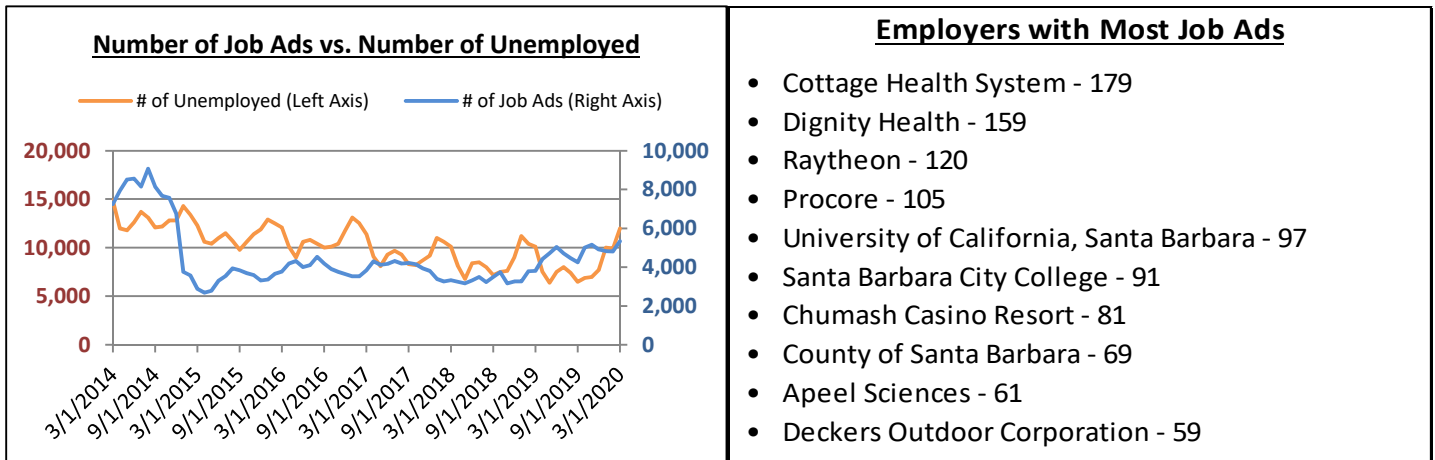 Number of Job Ads vs. Number of Unemployed
# of Unemployed (Left Axis)
# of Job Ads (Right Axis)
20,000
15,000
10,000
5,000
0
10,000
8,000
6,000
4,000
2,000
0
3/1/2014
9/1/2014
3/1/2015
9/1/2015
3/1/2016
9/1/2016
3/1/2017
9/1/2017
3/1/2018
9/1/2018
3/1/2019
9/1/2019
3/1/2020
Employers with Most Job Ads
• Cottage Health System - 179
• Dignity Health - 159
• Raytheon - 120
• Procore - 105
• University of California, Santa Barbara - 97
• Santa Barbara City College - 91
• Chumash Casino Resort - 81
• County of Santa Barbara - 69
• Apeel Sciences - 61
• Deckers Outdoor Corporation - 59